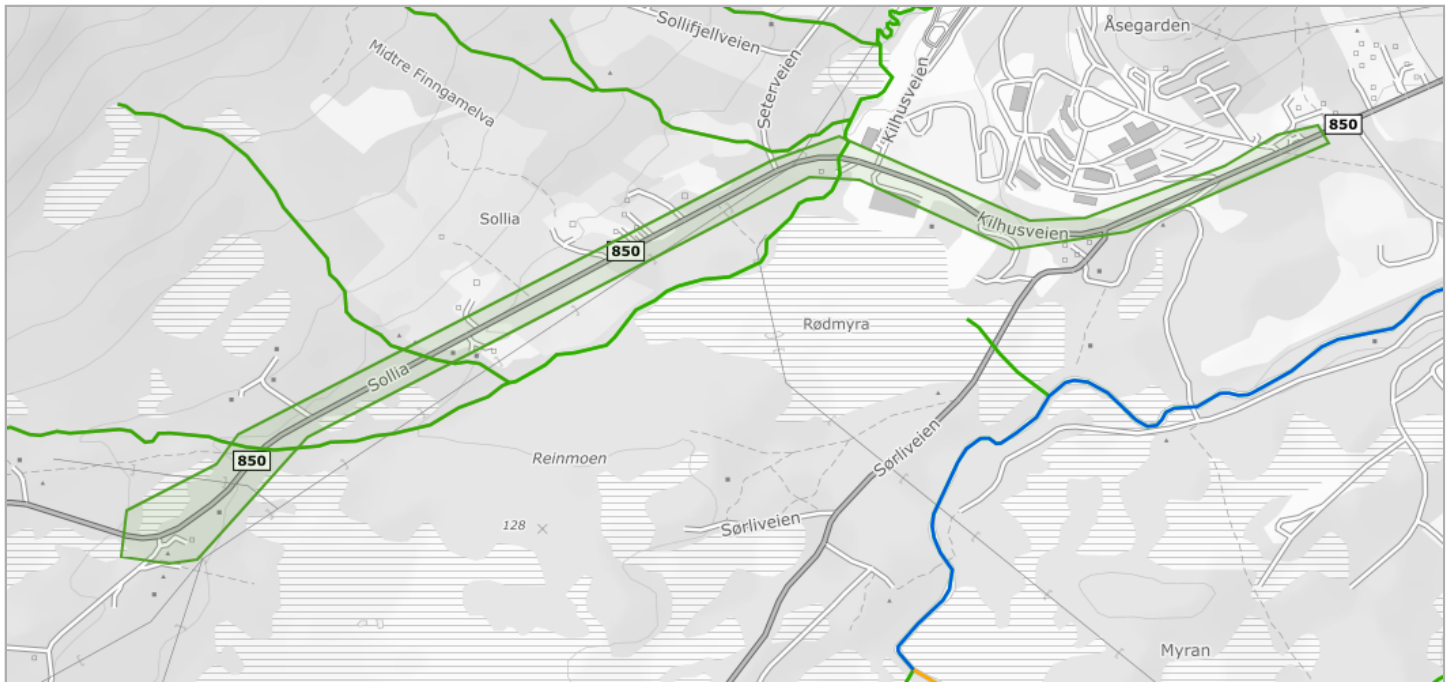 Sollifjellveien
Åsegarden
Midtre Finngamelva
Seterveien
Kilhusveien
850
Sollia
850
Kilhusveien
Rødmyra
Sollia
850
Reinmoen
Sørliveien
128
Sørliveien
Myran